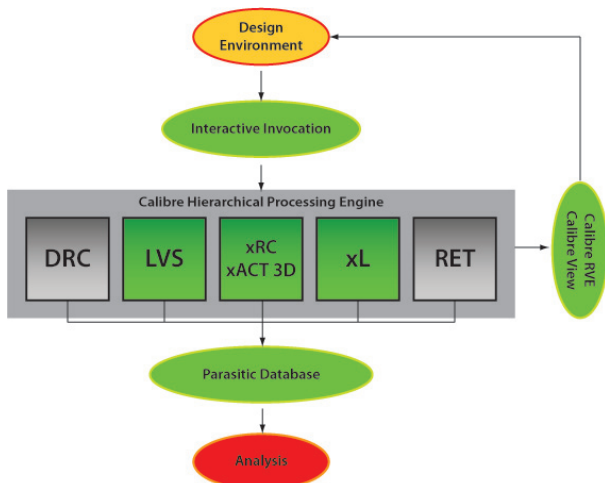 Design
Environment
Interactive Invocation
Calibre Hierarchical Processing Engine
DRC
LVS
xRC
xACT 3D
xL
RET
Calibre RVE
Calibre View
Parasitic Database
Analysis